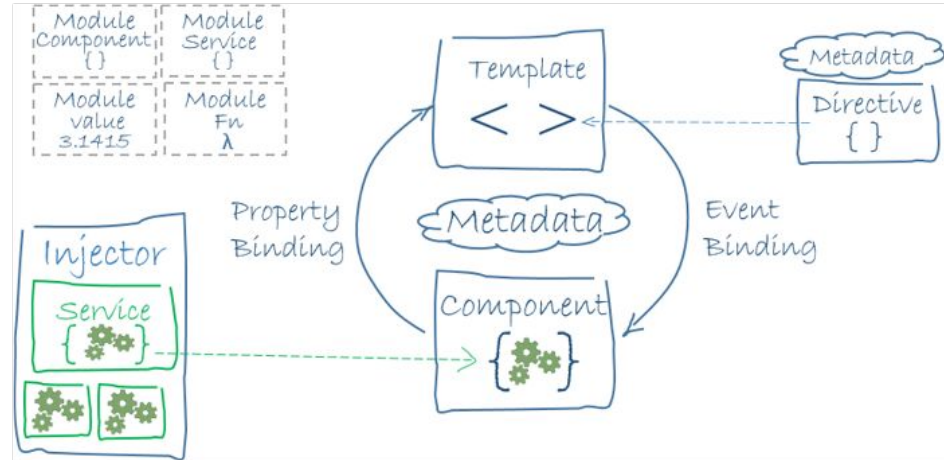 Module
Component
{ }
Module
Service
{ }
Module
value
3.1415
Module
Fn
λ
Template
< >
Metadata
Directive
{ }
Property
Binding
Metadata
Event
Binding
Injector
Service
{ }
Component
{ }